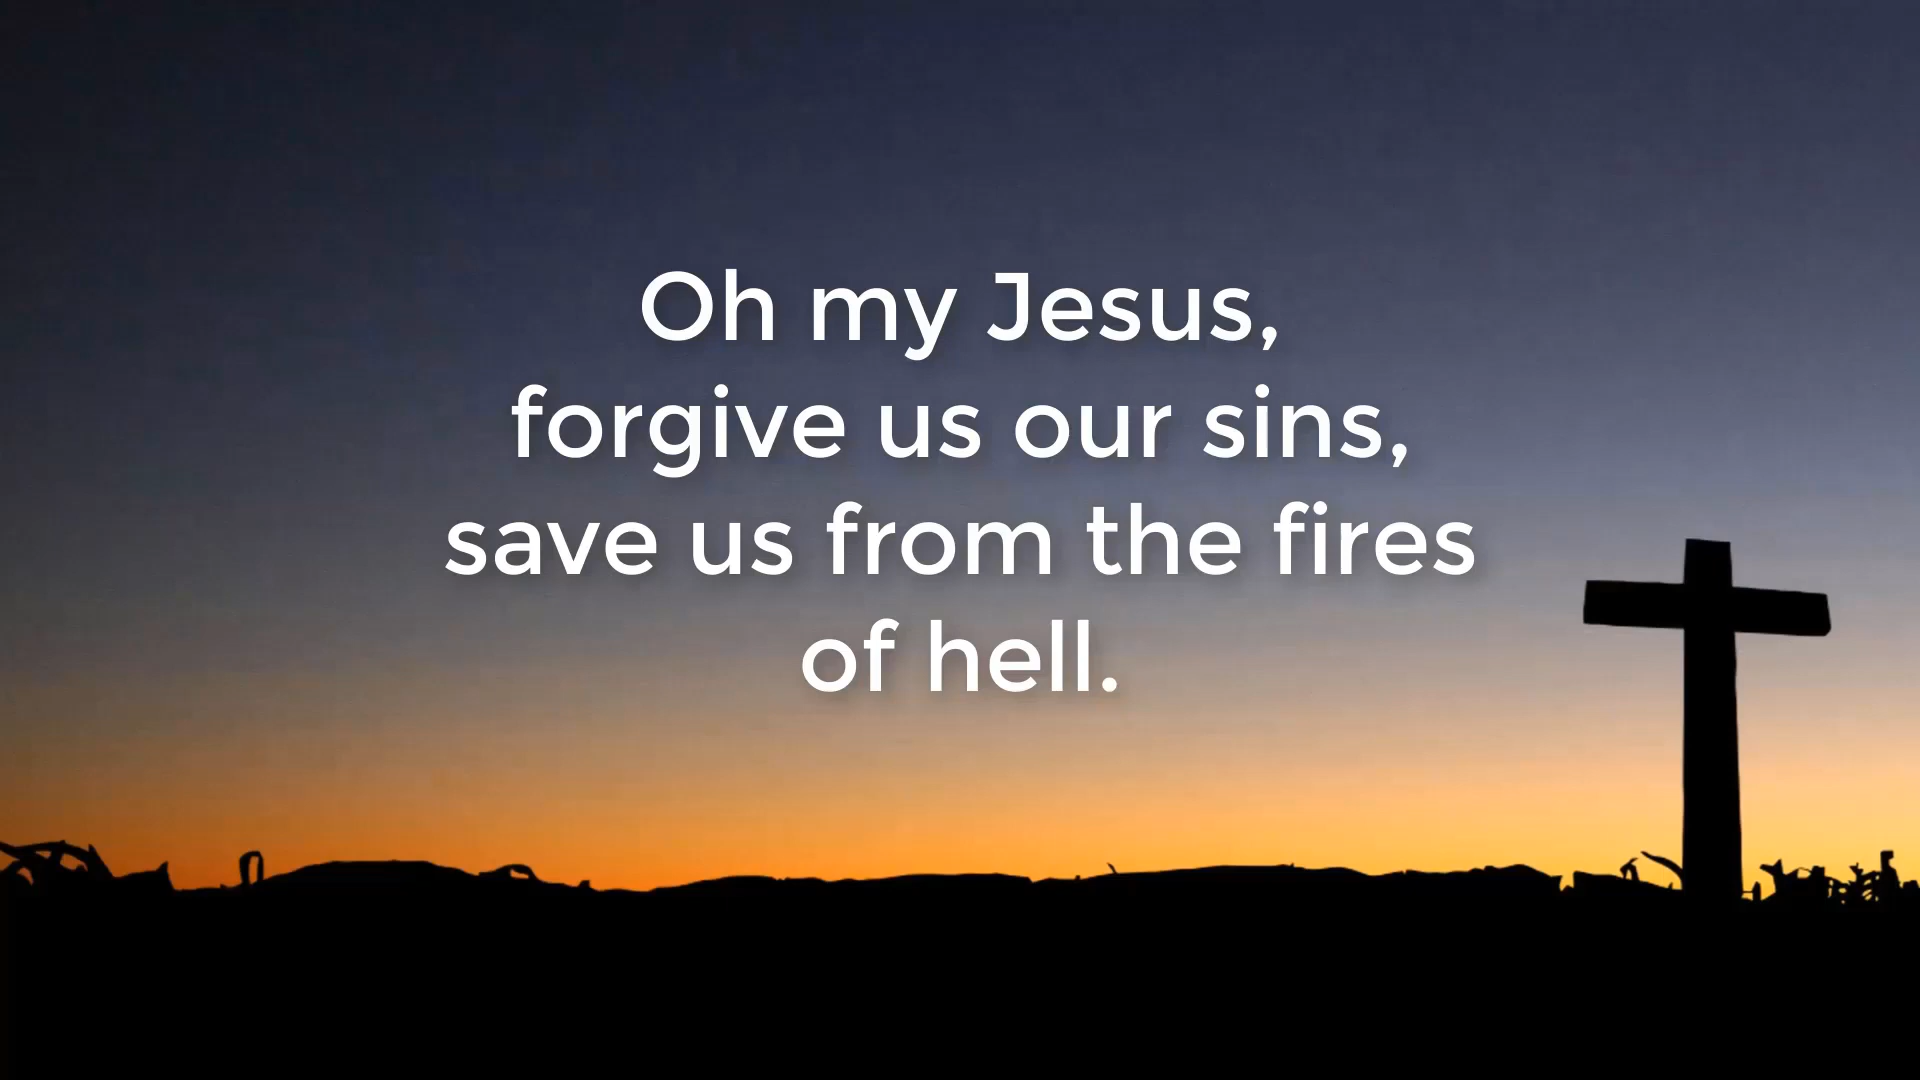 Oh my Jesus,
forgive us our sins,
save us from the fires
of hell.